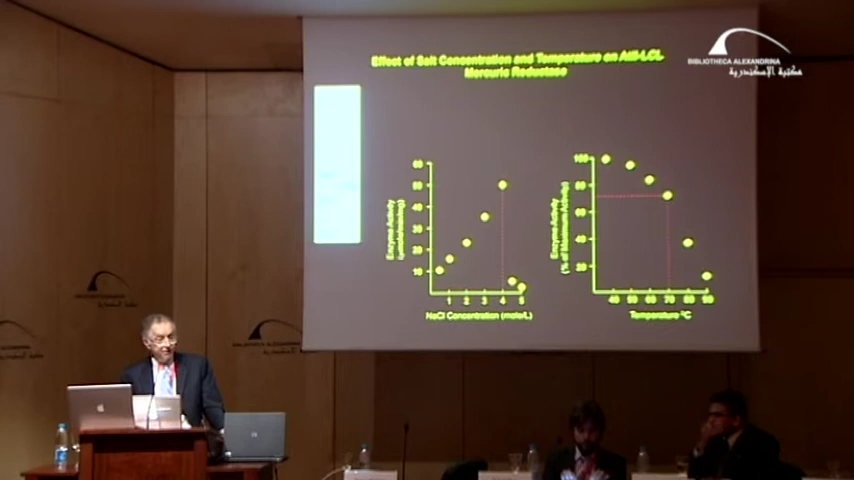 Effect of Salt Concentration and Temperature on AtII-LCL
Mercuric Reductase
BIBLIOTHECA ALEXANDRINA
مكتبة الإسكندرية
60
50
40
30
20
10
1 2 3 4 5
Enzyme Activity
NaCl Concentration (mole/L)
100
80
60
40
20
40 50 60 70 80 90
Enzyme Activity
(% of Maximum Activity)
Temperature °C